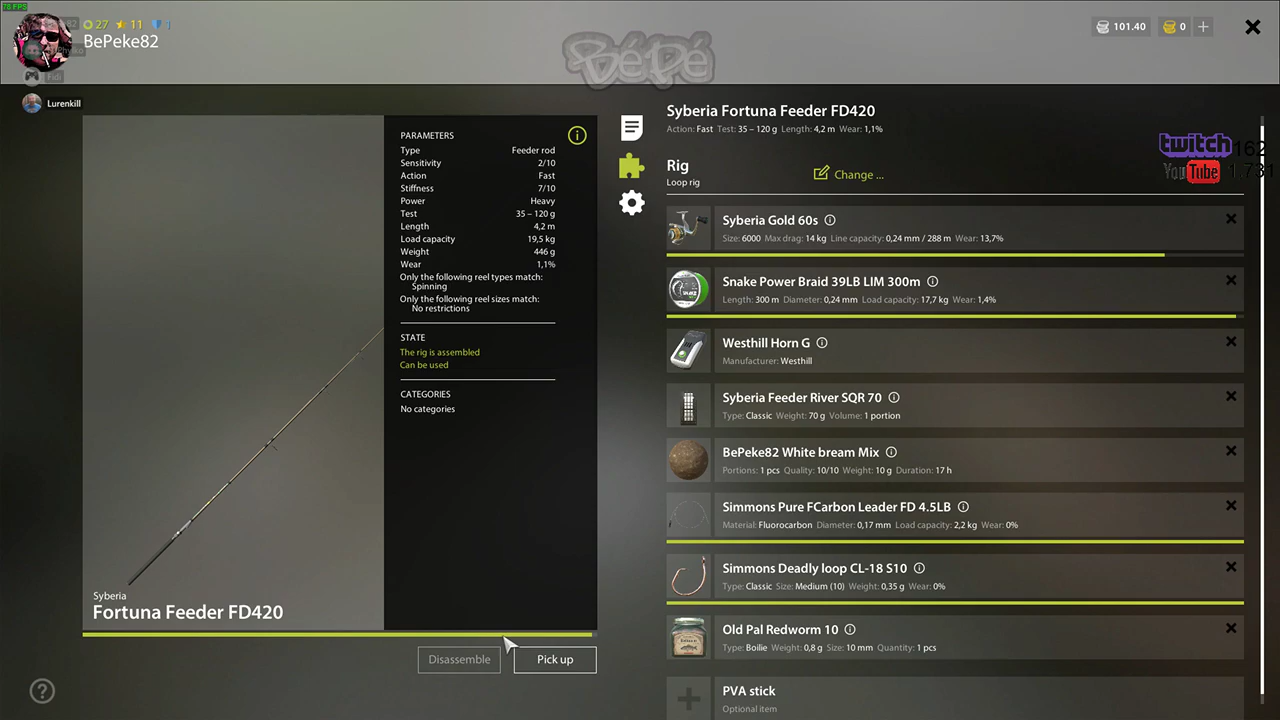 78 FPS
27 11 1
BePeke82
Fidi
Lurenkill
BéPé
101.40 0
twitch 162
YouTube 1.731
PARAMETERS
Type Feeder rod
Sensitivity 2/10
Action Fast
Stiffness 7/10
Power Heavy
Test 35 – 120 g
Length 4,2 m
Load capacity 19,5 kg
Weight 446 g
Wear 1,1%
Only the following reel types match:
Spinning
Only the following reel sizes match:
No restrictions
STATE
The rig is assembled
Can be used
CATEGORIES
No categories
Syberia
Fortuna Feeder FD420
Disassemble Pick up
Syberia Fortuna Feeder FD420
Action: Fast Test: 35 – 120 g Length: 4,2 m Wear: 1,1%
Rig
Loop rig
Change ...
Syberia Gold 60s
Size: 6000 Max drag: 14 kg Line capacity: 0,24 mm / 288 m Wear: 13,7%
Snake Power Braid 39LB LIM 300m
Length: 300 m Diameter: 0,24 mm Load capacity: 17,7 kg Wear: 1,4%
Westhill Horn G
Manufacturer: Westhill
Syberia Feeder River SQR 70
Type: Classic Weight: 70 g Volume: 1 portion
BePeke82 White bream Mix
Portions: 1 pcs Quality: 10/10 Weight: 10 g Duration: 17 h
Simmons Pure FCarbon Leader FD 4.5LB
Material: Fluorocarbon Diameter: 0,17 mm Load capacity: 2,2 kg Wear: 0%
Simmons Deadly loop CL-18 S10
Type: Classic Size: Medium (10) Weight: 0,35 g Wear: 0%
Old Pal Redworm 10
Type: Boilie Weight: 0,8 g Size: 10 mm Quantity: 1 pcs
PVA stick
Optional item